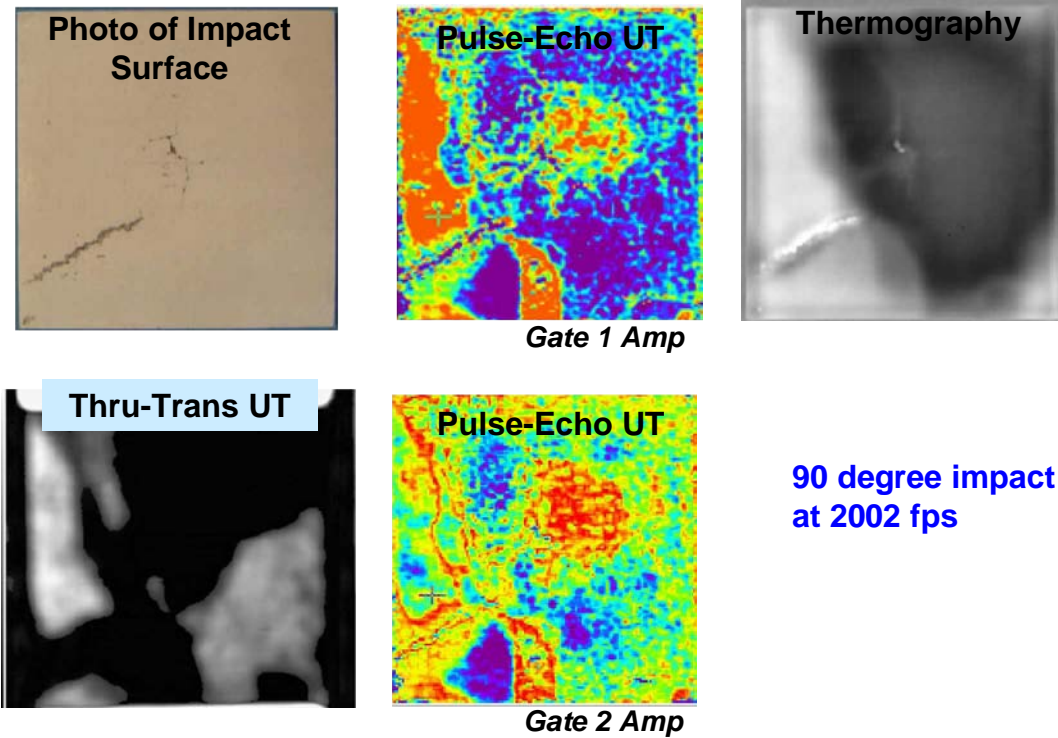 Photo of Impact
Surface
Pulse-Echo UT
Thermography
Gate 1 Amp
Thru-Trans UT
Pulse-Echo UT
90 degree impact
at 2002 fps
Gate 2 Amp